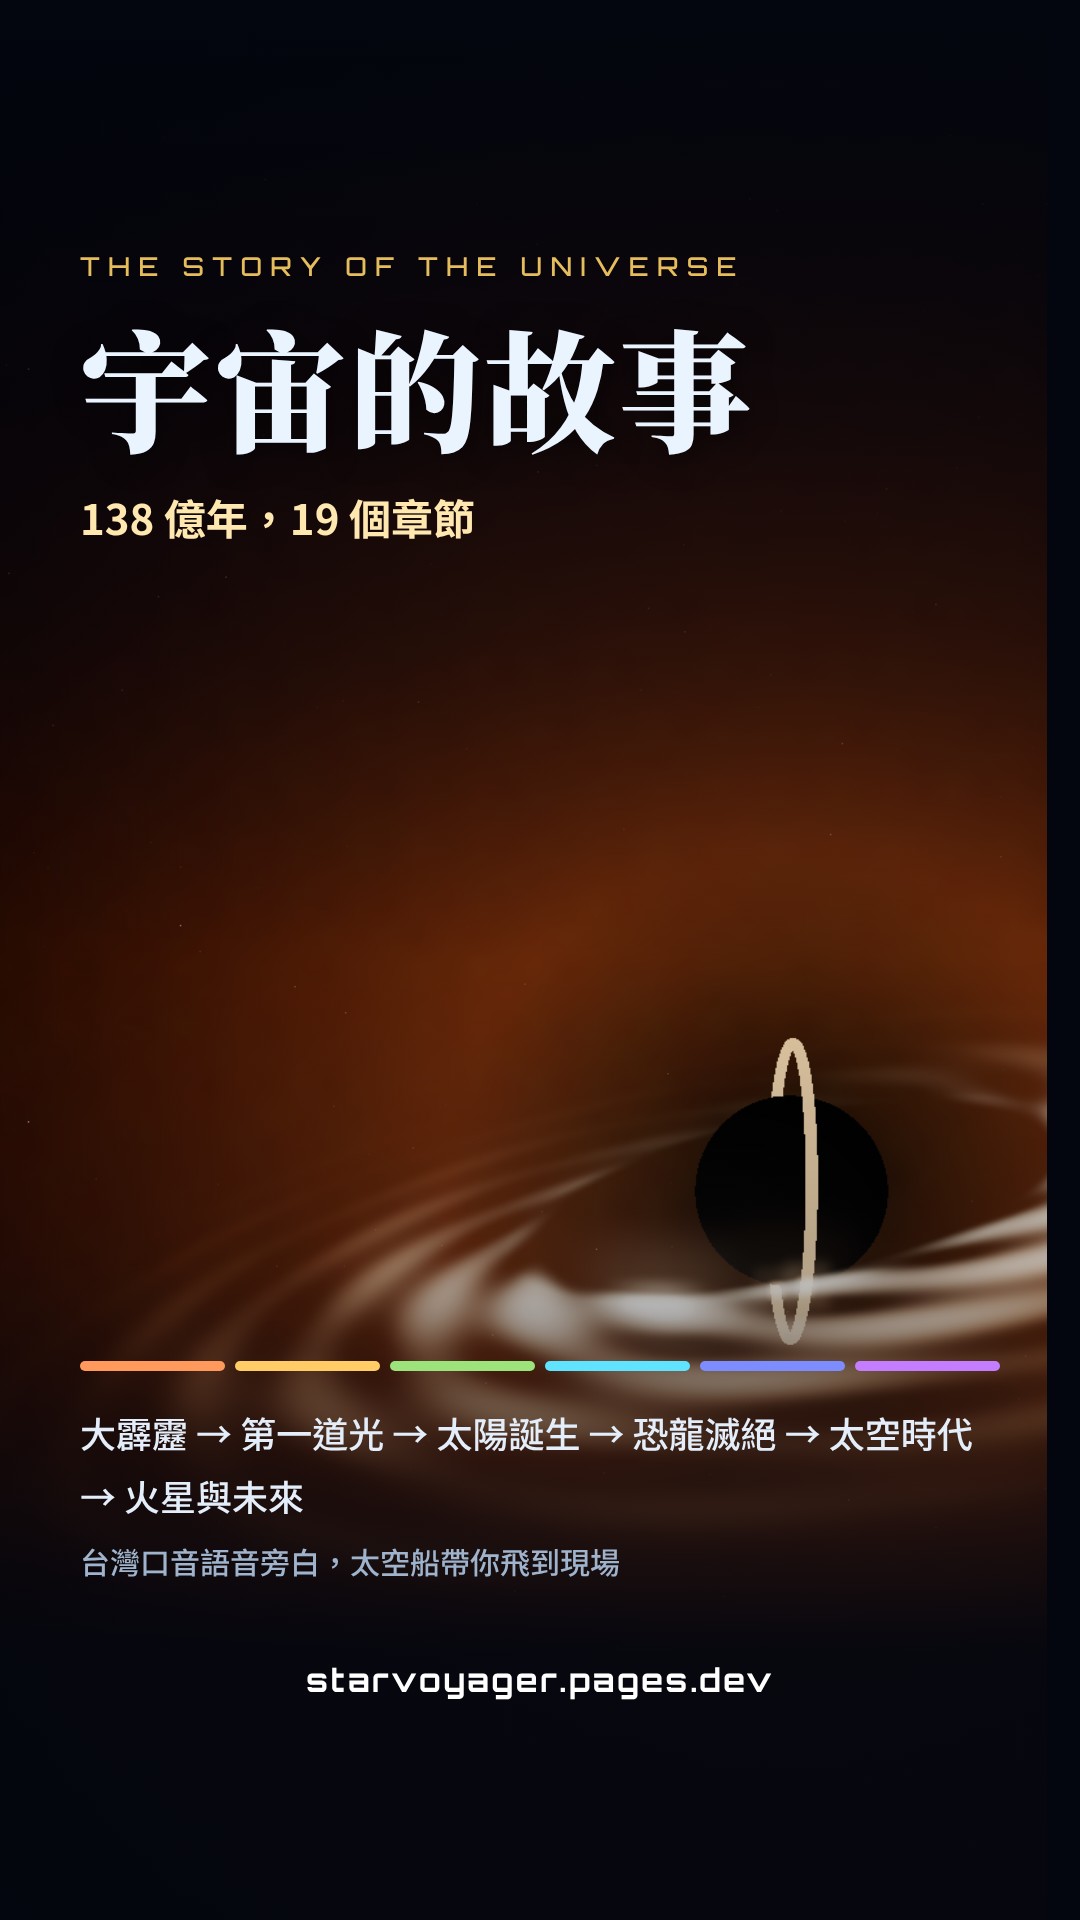 THE STORY OF THE UNIVERSE
宇宙的故事
138 億年，19 個章節
大霹靂 → 第一道光 → 太陽誕生 → 恐龍滅絕 → 太空時代
→ 火星與未來
台灣口音語音旁白，太空船帶你飛到現場
starvoyager.pages.dev